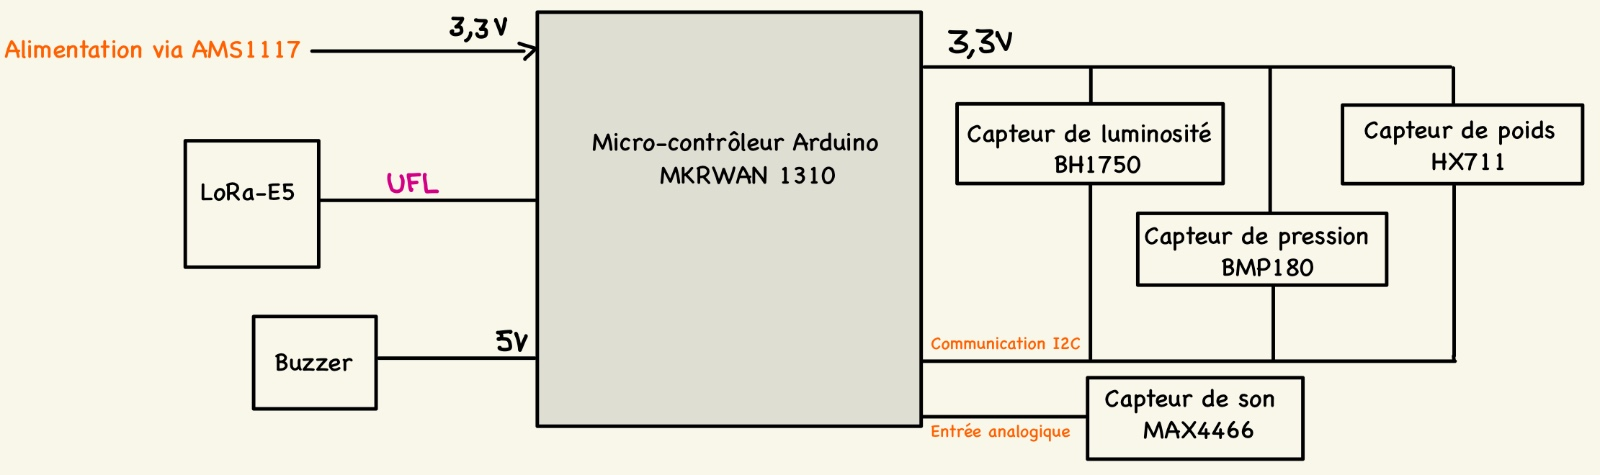 Alimentation via AMS1117
3,3V
3,3V
Micro-contrôleur Arduino
MKRWAN 1310
Capteur de luminosité
BH1750
Capteur de poids
HX711
LoRa-E5
UFL
Capteur de pression
BMP180
Buzzer
5V
Communication I2C
Capteur de son
MAX4466
Entrée analogique